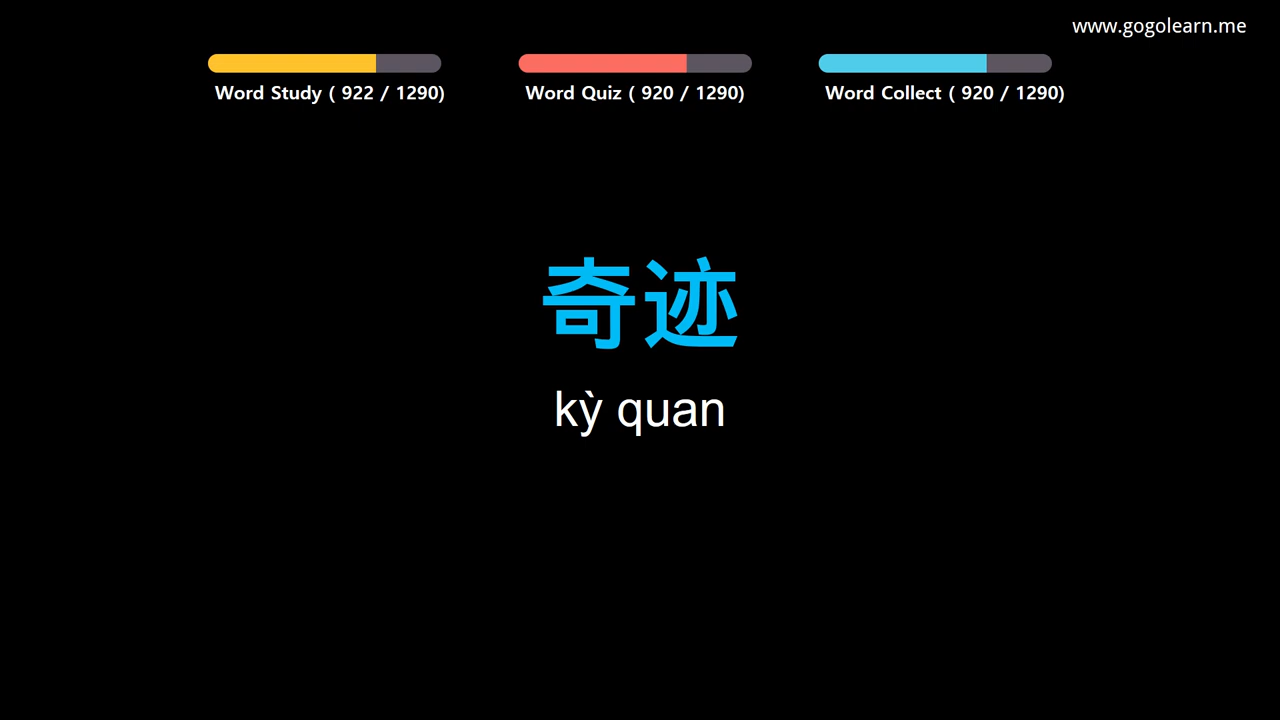 www.gogolearn.me
Word Study ( 922 / 1290)
Word Quiz ( 920 / 1290)
Word Collect ( 920 / 1290)
奇迹
kỳ quan